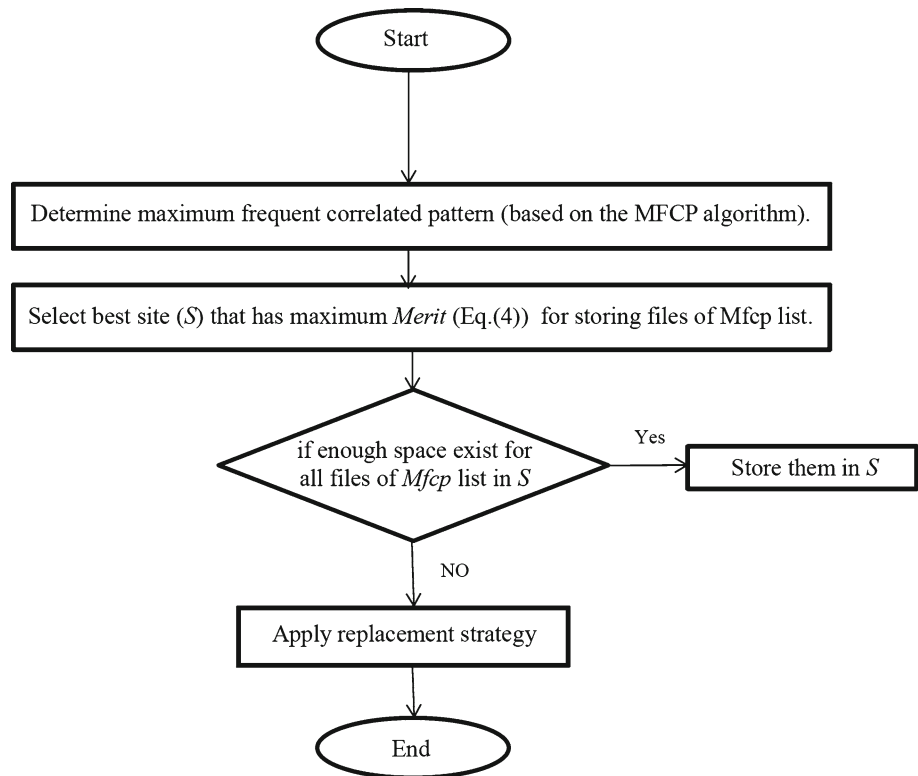 Start
Determine maximum frequent correlated pattern (based on the MFCP algorithm).
Select best site (S) that has maximum Merit (Eq.(4)) for storing files of Mfcp list.
if enough space exist for
all files of Mfcp list in S
Yes
Store them in S
NO
Apply replacement strategy
End